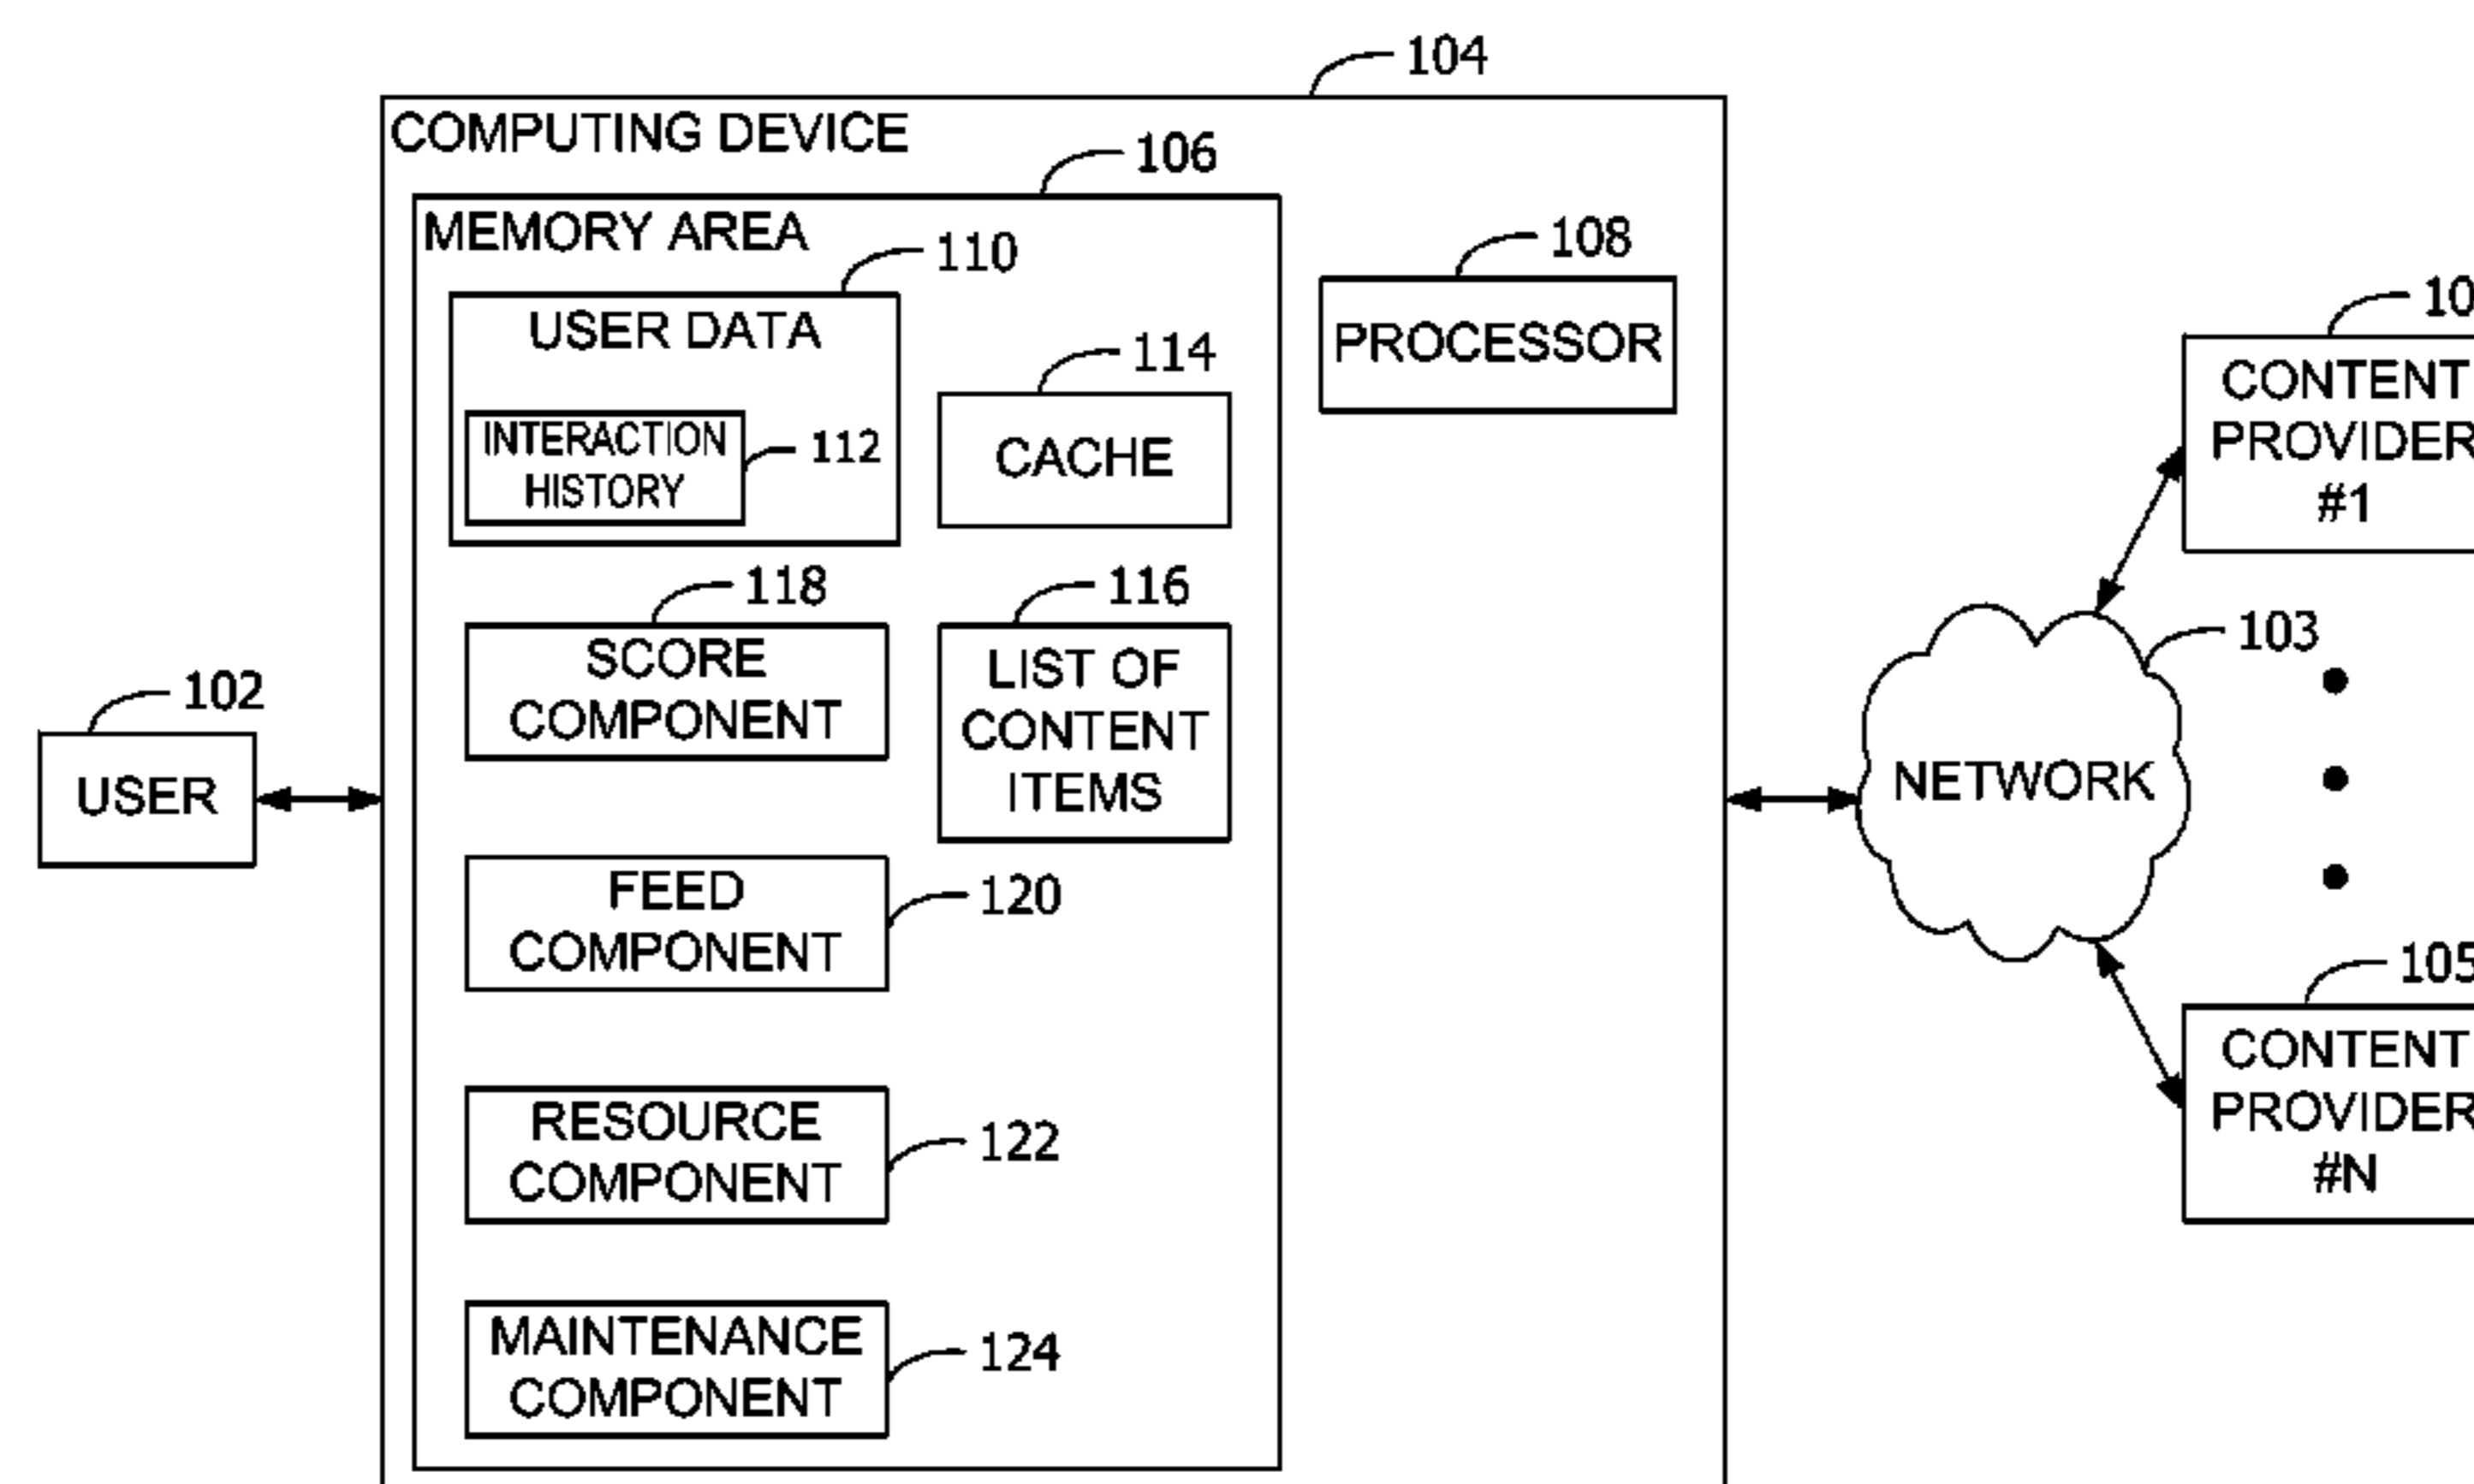 104
COMPUTING DEVICE
106
MEMORY AREA
110
108
USER DATA
PROCESSOR
114
INTERACTION
HISTORY
112
CACHE
CONTENT
PROVIDER
#1
118
116
SCORE
COMPONENT
LIST OF
CONTENT
ITEMS
103
102
USER
NETWORK
FEED
COMPONENT
120
105
CONTENT
PROVIDER
#N
RESOURCE
COMPONENT
122
MAINTENANCE
COMPONENT
124